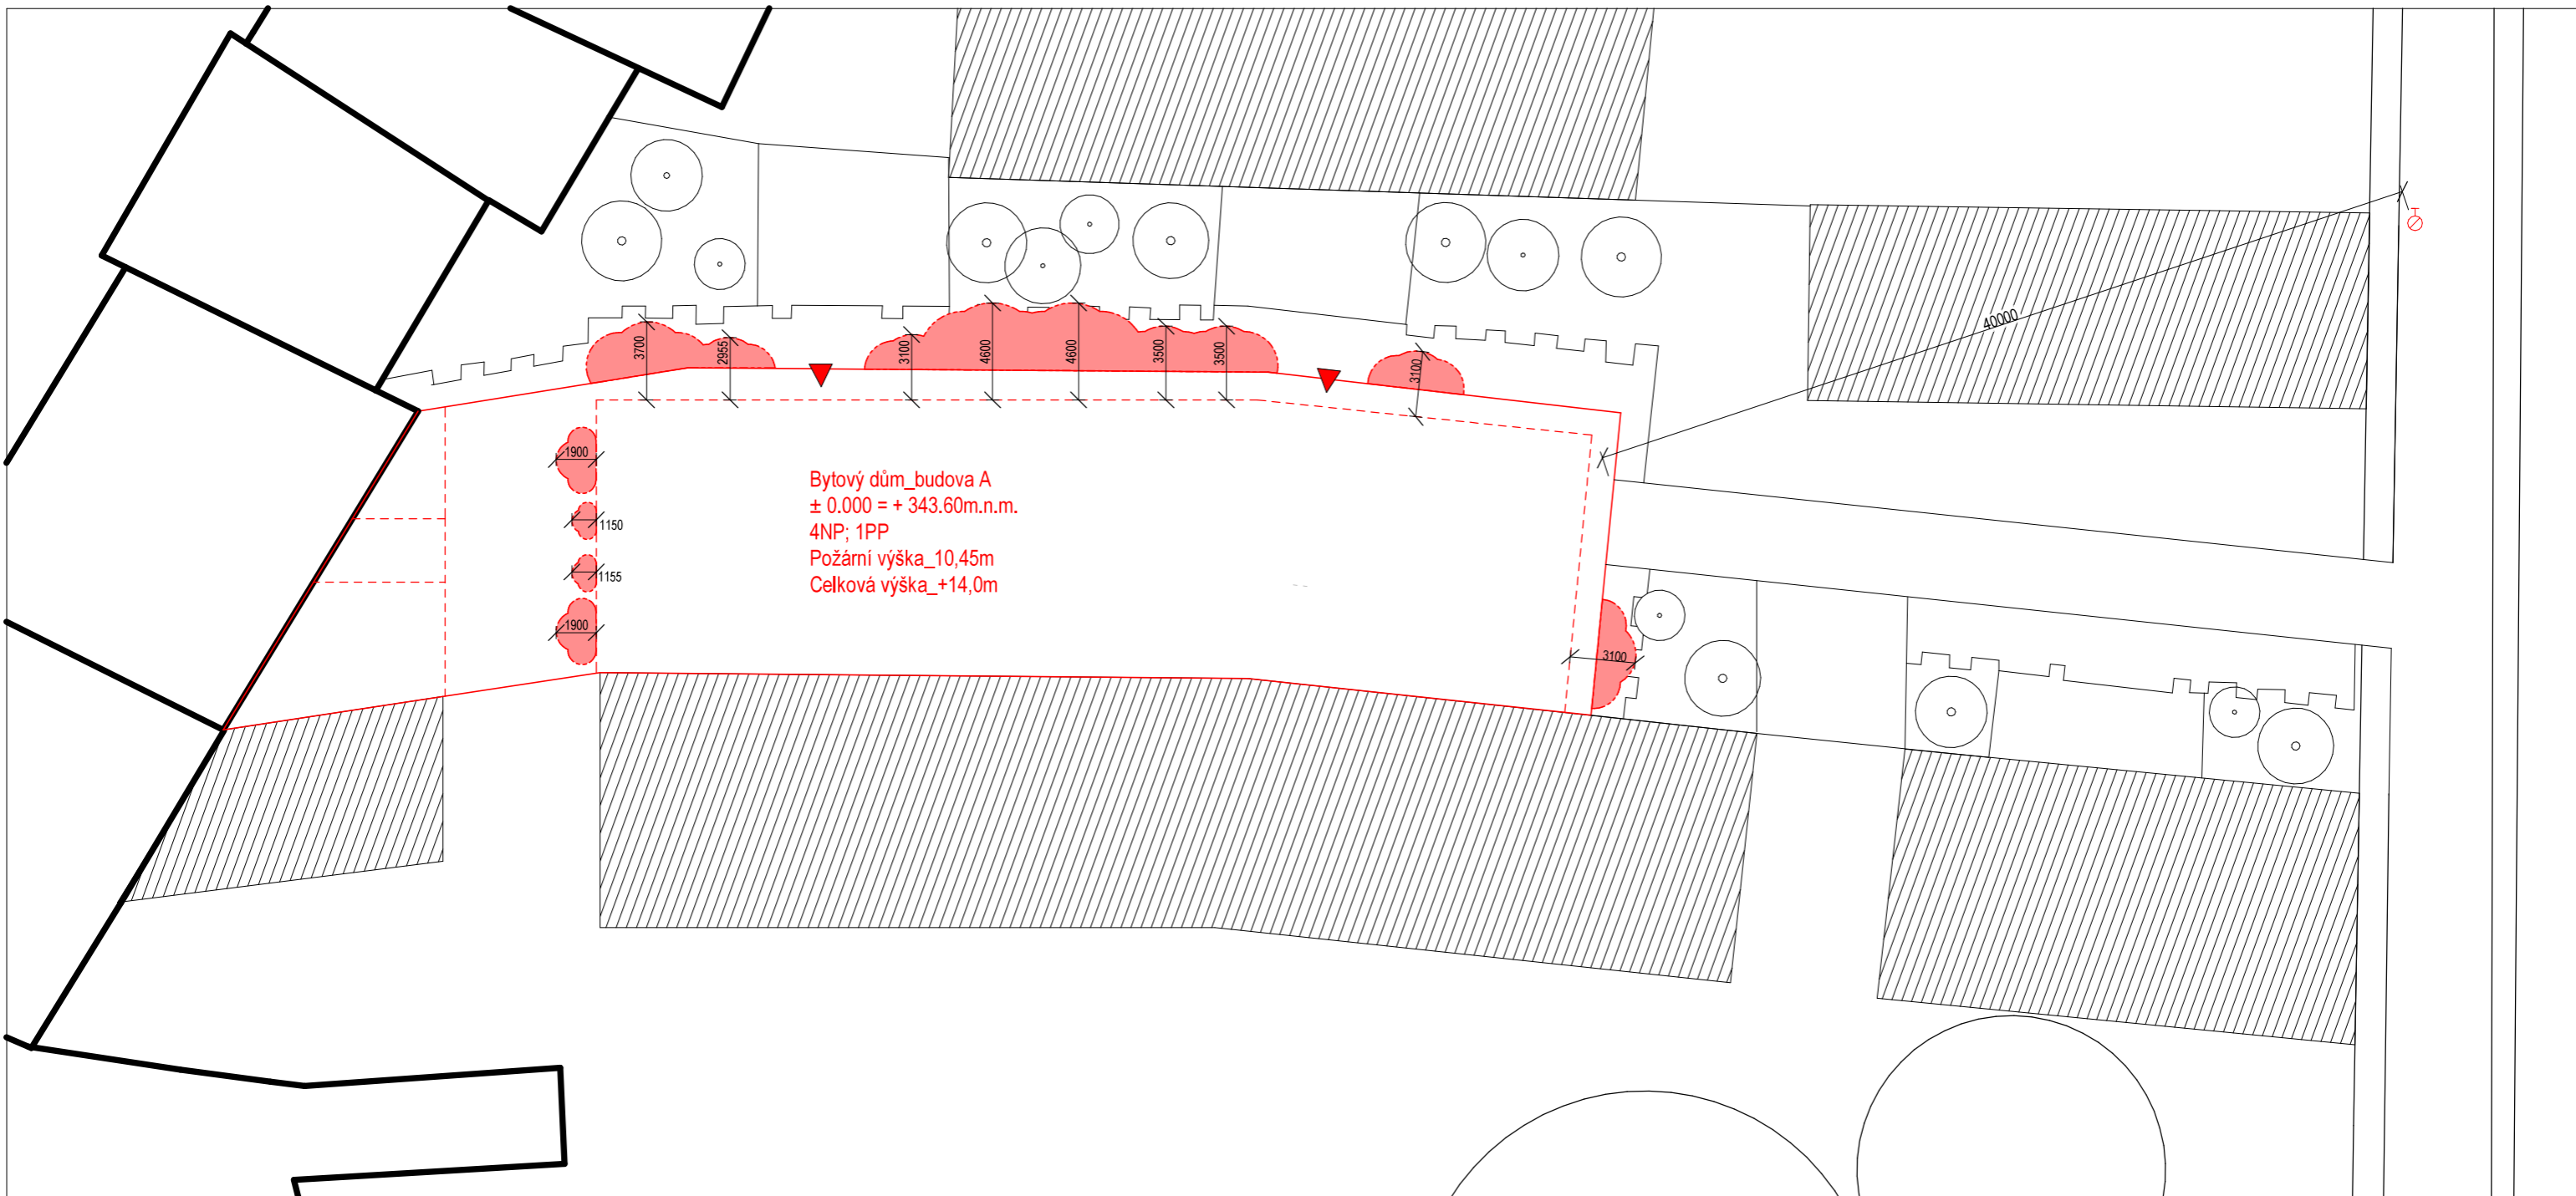 40000
3700
2955
3100
4600
4600
3500
3500
3100
1900
1150
1155
1900
3100
Bytový dům_budova A
± 0.000 = + 343.60m.n.m.
4NP; 1PP
Požární výška_10,45m
Celková výška_+14,0m